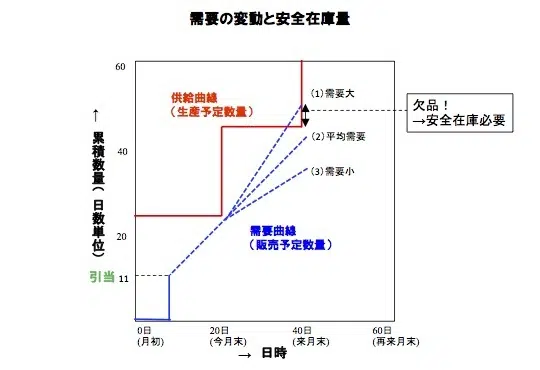 需要の変動と安全在庫量
60
(1)需要大
供給曲線
(生産予定数量)
欠品！
→安全在庫必要
(2)平均需要
40
(3)需要小
→ 累積数量(日数単位)
需要曲線
(販売予定数量)
20
引当 11
0日
(月初)
20日
(今月末)
40日
(来月末)
60日
(再来月末)
→ 日時